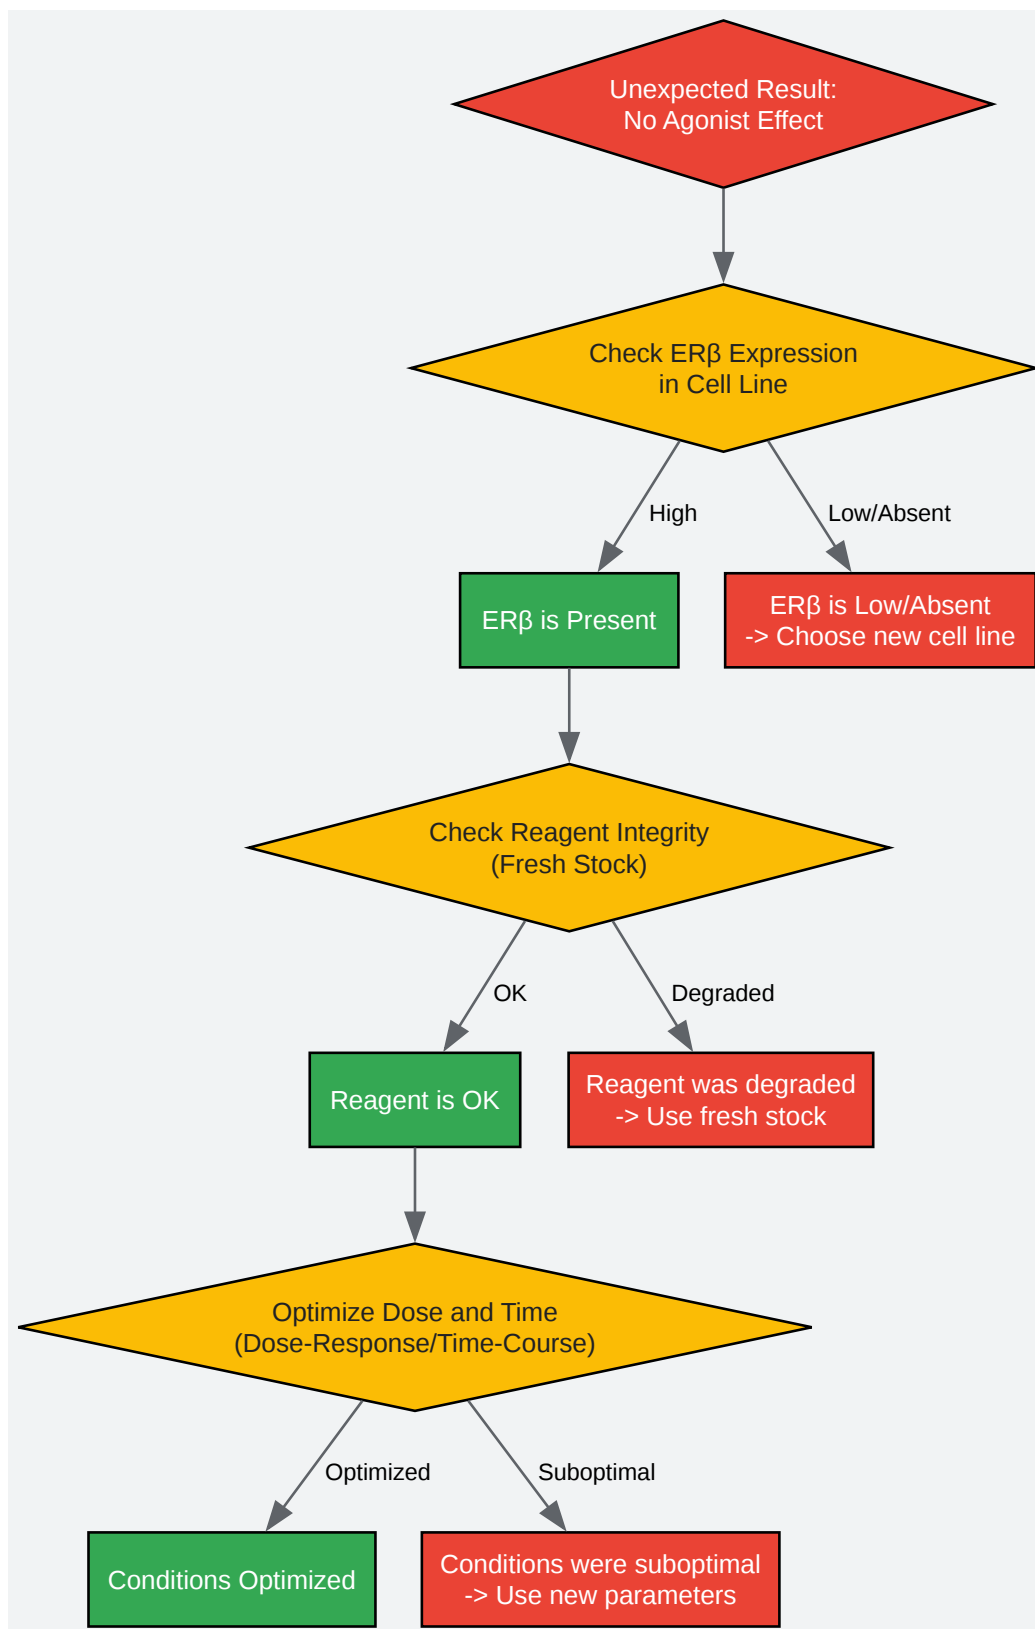 Unexpected Result:
No Agonist Effect
Check ERβ Expression
in Cell Line
High
Low/Absent
ERβ is Present
ERβ is Low/Absent
-> Choose new cell line
Check Reagent Integrity
(Fresh Stock)
OK
Degraded
Reagent is OK
Reagent was degraded
-> Use fresh stock
Optimize Dose and Time
(Dose-Response/Time-Course)
Optimized
Suboptimal
Conditions Optimized
Conditions were suboptimal
-> Use new parameters